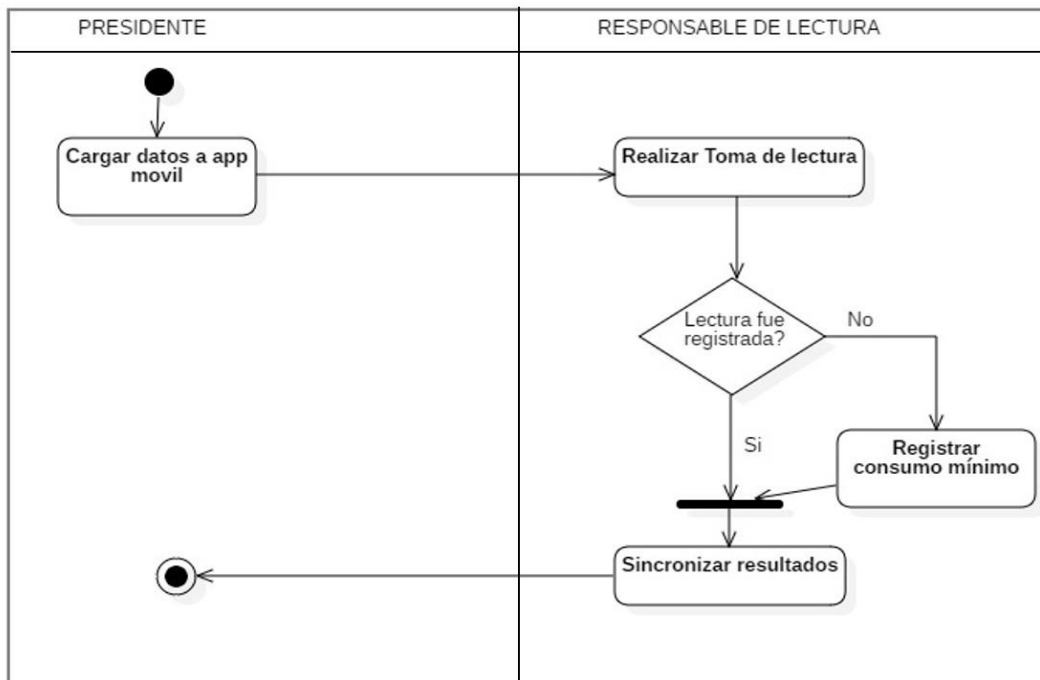 PRESIDENTE
RESPONSABLE DE LECTURA
Cargar datos a app
movil
Realizar Toma de lectura
Lectura fue
registrada?
No
Si
Registrar
consumo mínimo
Sincronizar resultados